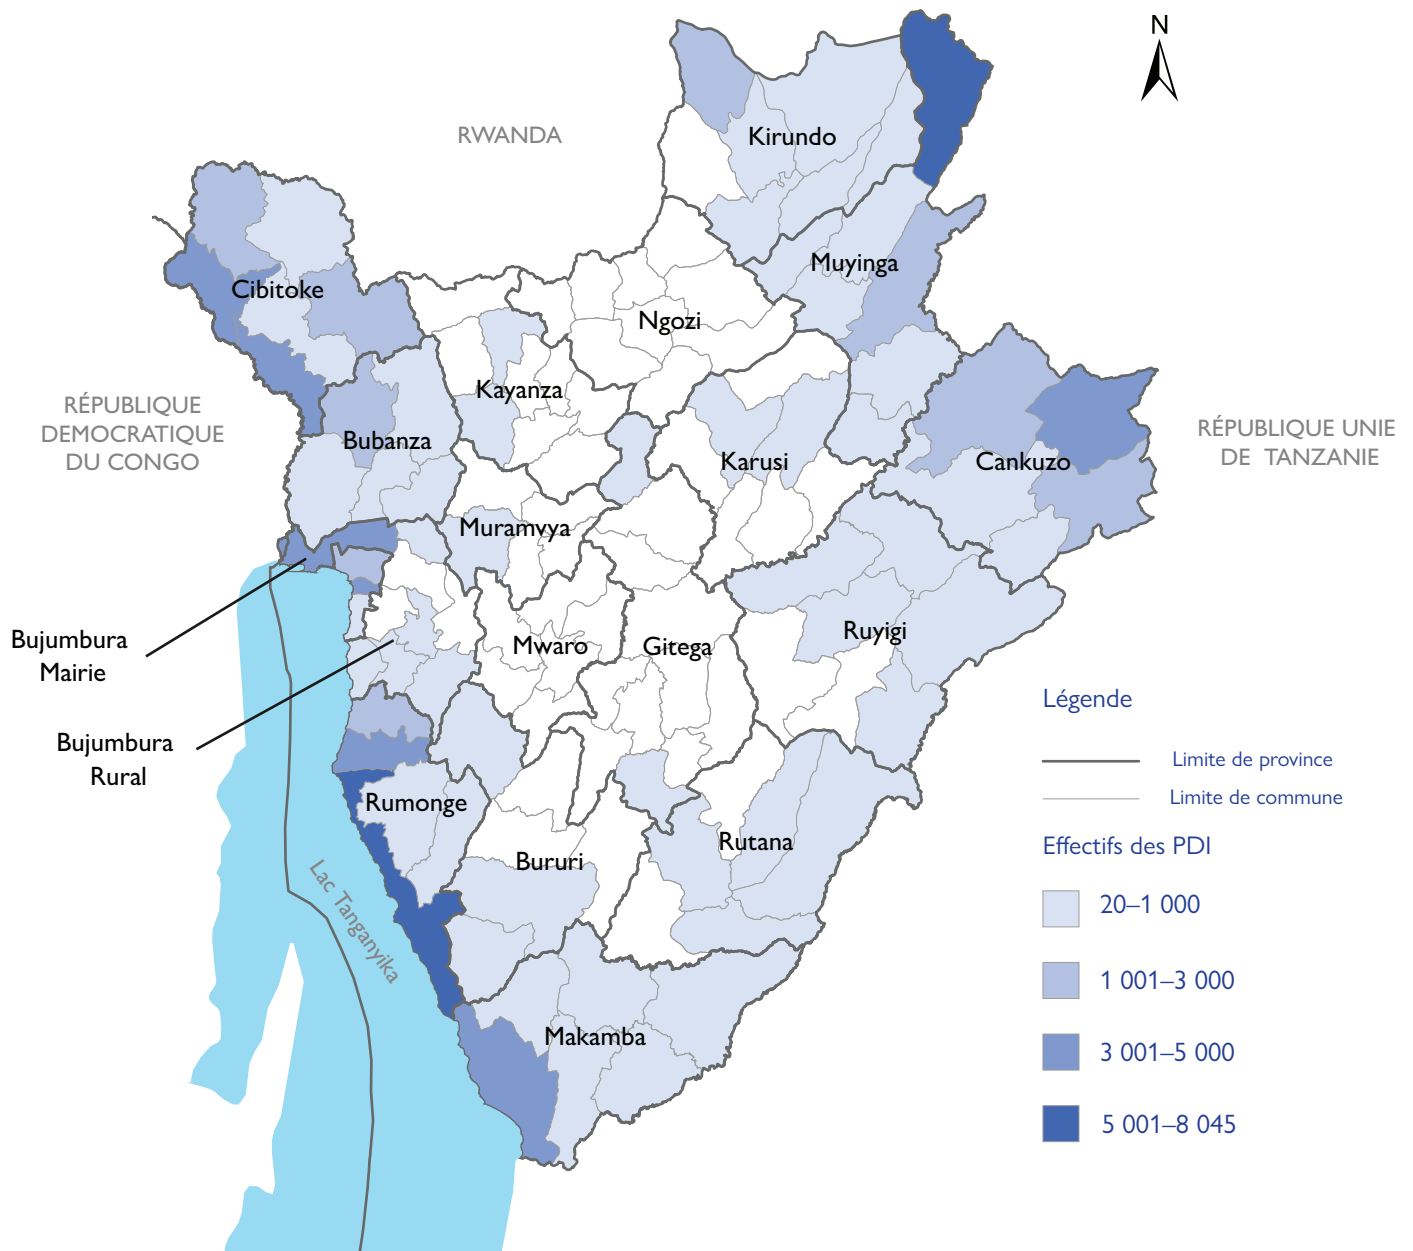 N
RWANDA
Kirundo
Muyinga
Cibitoke
Ngozi
Kayanza
RÉPUBLIQUE
DEMOCRATIQUE
DU CONGO
Bubanza
Karusi
Cankuzo
RÉPUBLIQUE UNIE
DE TANZANIE
Muramvya
Bujumbura
Mairie
Mwaro
Gitega
Ruyigi
Bujumbura
Rural
Rumonge
Bururi
Rutana
Lac Tanganyika
Makamba
Légende
Limite de province
Limite de commune
Effectifs des PDI
20–1 000
1 001–3 000
3 001–5 000
5 001–8 045